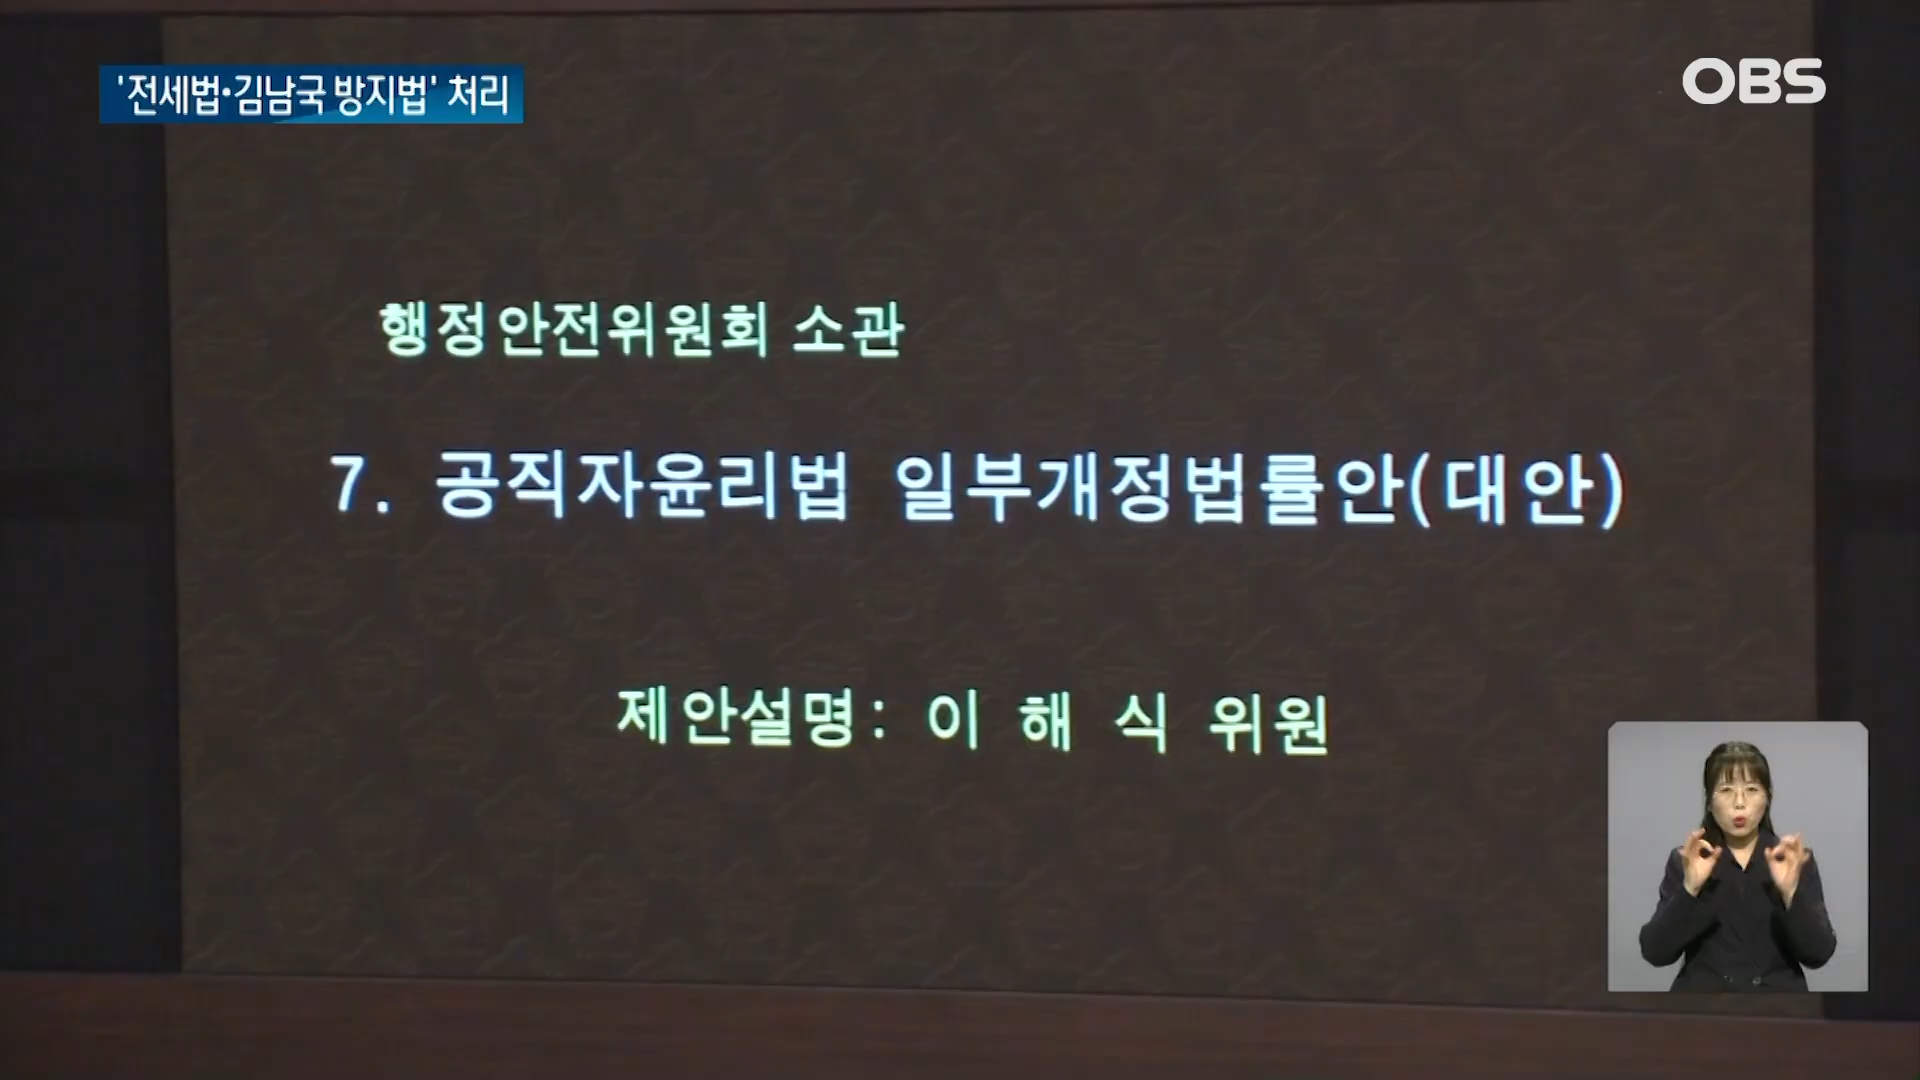 '전세법·김남국 방지법' 처리
OBS
행정안전위원회 소관
7. 공직자윤리법 일부개정법률안(대안)
제안설명: 이 해 식 위원